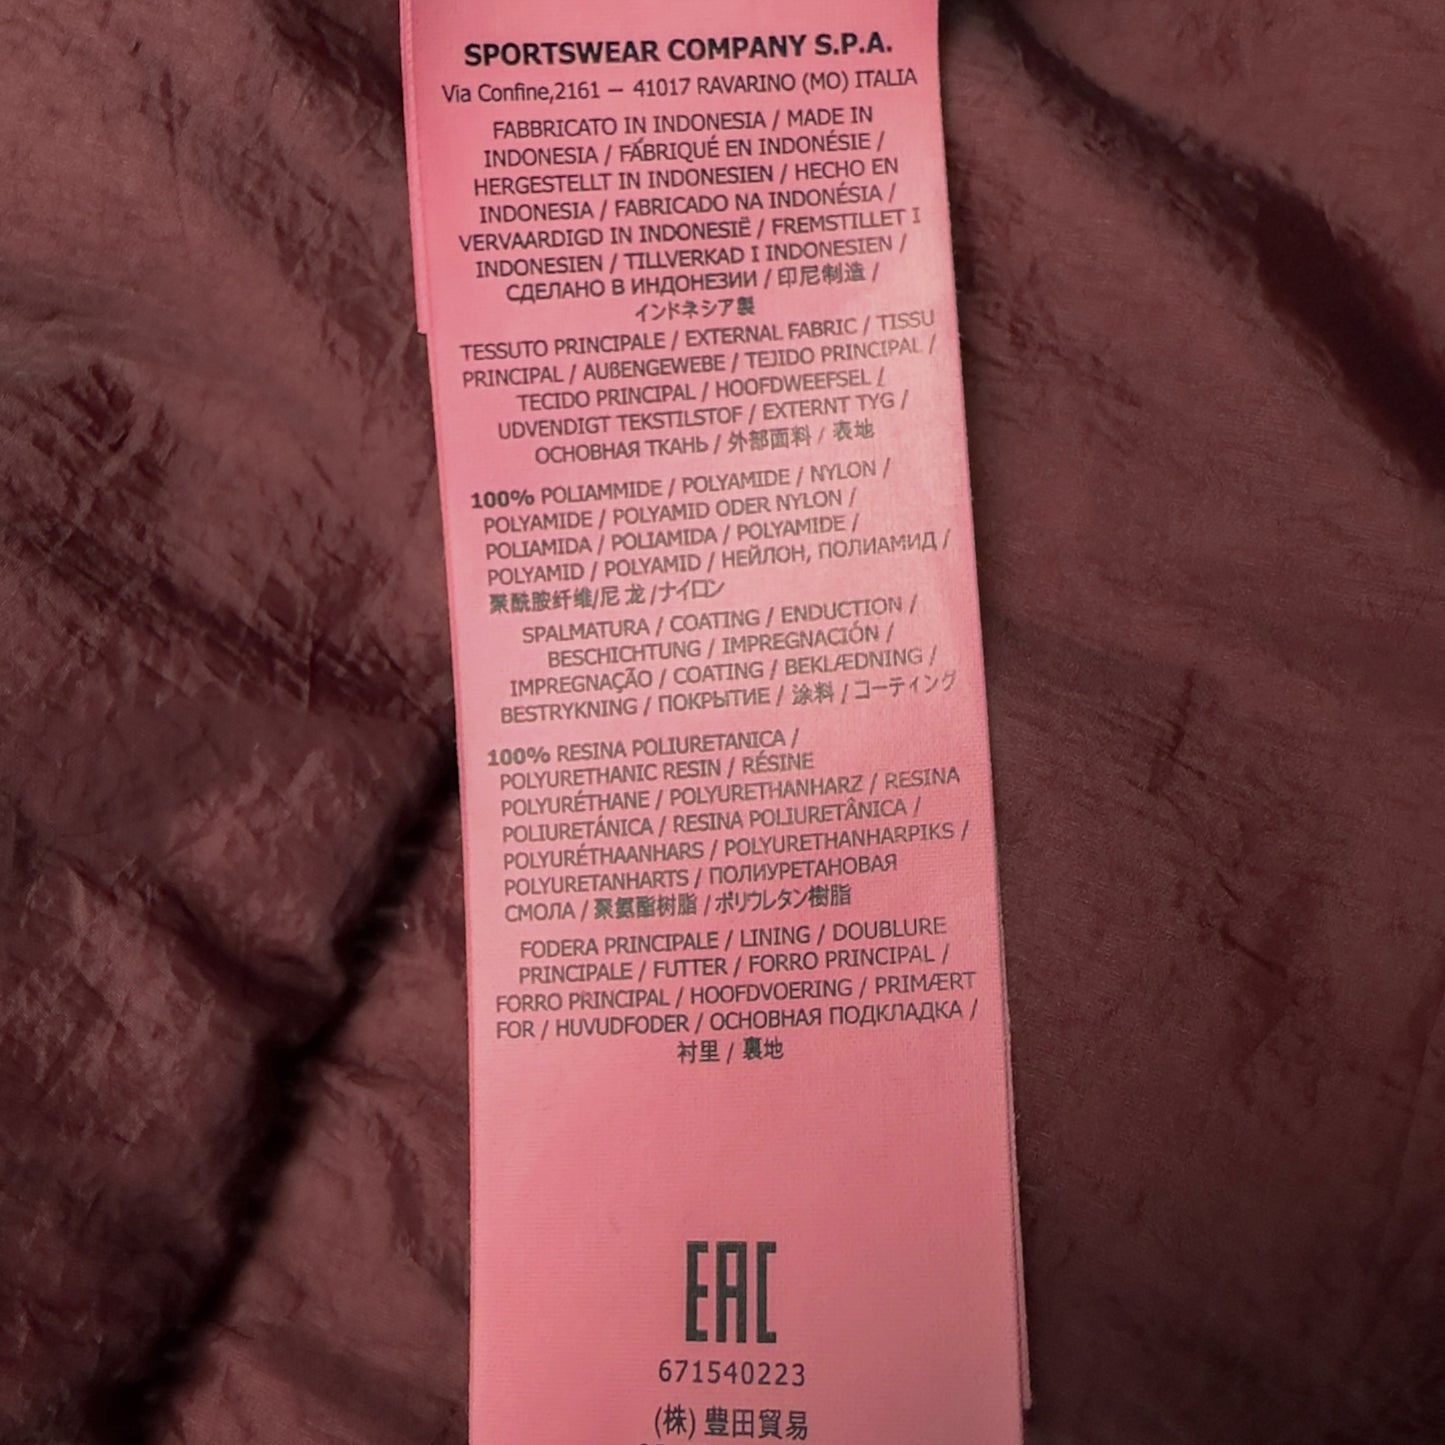 SPORTSWEAR COMPANY S.P.A.
Via Confine,2161 – 41017 RAVARINO (MO) ITALIA
FABBRICATO IN INDONESIA / MADE IN
INDONESIA / FÁBRIQUÉ EN INDONÉSIE /
HERGESTELLT IN INDONESIEN / HECHO EN
INDONESIA / FABRICADO NA INDONÉSIA /
VERVAARDIGD IN INDONESIË / FREMSTILLET I
INDONESIEN / TILLVERKAD I INDONESIEN /
СДЕЛАНО В ИНДОНЕЗИИ / 印尼制造 /
インドネシア製
TESSUTO PRINCIPALE / EXTERNAL FABRIC / TISSU
PRINCIPAL / AUßENGEWEBE / TEJIDO PRINCIPAL /
TECIDO PRINCIPAL / HOOFDWEEFSEL /
UDVENDIGT TEKSTILSTOF / EXTERNT TYG /
ОСНОВНАЯ ТКАНЬ / 外部面料 / 表地
100% POLIAMMIDE / POLYAMIDE / NYLON /
POLYAMIDE / POLYAMID ODER NYLON /
POLIAMIDA / POLIAMIDA / POLYAMIDE /
POLYAMID / POLYAMID / НЕЙЛОН, ПОЛИАМИД /
聚酰胺纤维/尼 龙 /ナイロン
SPALMATURA / COATING / ENDUCTION /
BESCHICHTUNG / IMPREGNACIÓN /
IMPREGNAÇÃO / COATING / BEKLÆDNING /
BESTRYKNING / ПОКРЫТИЕ / 涂料 / コーティング
100% RESINA POLIURETANICA /
POLYURETHANIC RESIN / RÉSINE
POLYURÉTHANE / POLYURETHANHARZ / RESINA
POLIURETÁNICA / RESINA POLIURETÂNICA /
POLYURÉTHAANHARS / POLYURETHANHARPIKS /
POLYURETANHARTS / ПОЛИУРЕТАНОВАЯ
СМОЛА / 聚氨酯树脂 / ポリウレタン樹脂
FODERA PRINCIPALE / LINING / DOUBLURE
PRINCIPALE / FUTTER / FORRO PRINCIPAL /
FORRO PRINCIPAL / HOOFDVOERING / PRIMÆRT
FOR / HUVUDFODER / ОСНОВНАЯ ПОДКЛАДКА /
衬里 / 裏地
EAC
671540223
(株) 豊田貿易